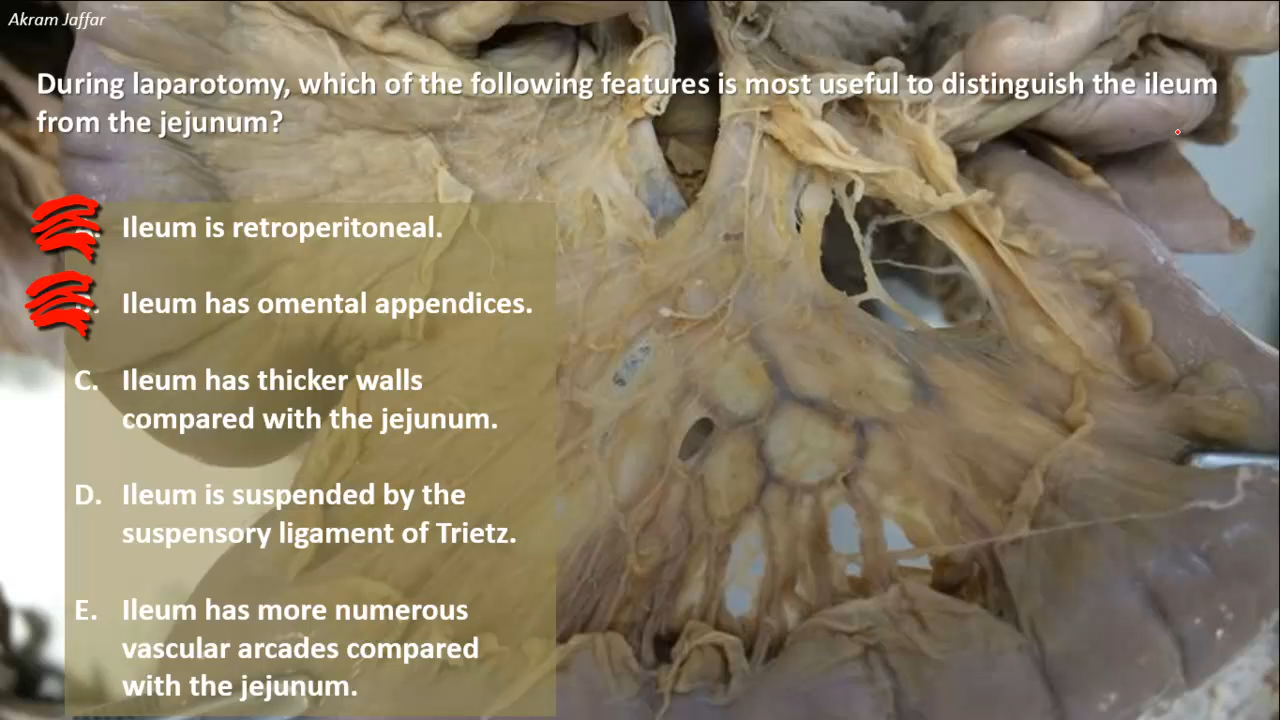 Akram Jaffar
During laparotomy, which of the following features is most useful to distinguish the ileum
from the jejunum?
Ileum is retroperitoneal.
Ileum has omental appendices.
C. Ileum has thicker walls
compared with the jejunum.
D. Ileum is suspended by the
suspensory ligament of Trietz.
E. Ileum has more numerous
vascular arcades compared
with the jejunum.